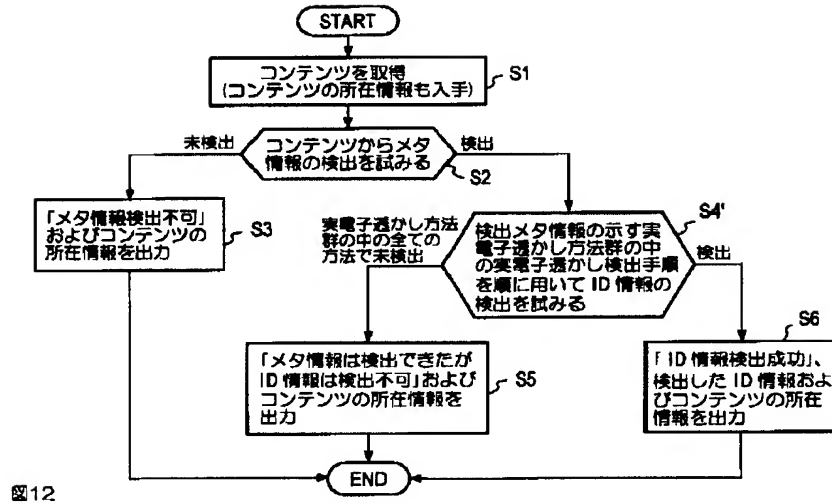 START
コンテンツを取得
(コンテンツの所在情報も入手)
S1
未検出
コンテンツからメタ
情報の検出を試みる
検出
S2
「メタ情報検出不可」
およびコンテンツの
所在情報を出力
S3
実電子透かし方法
群の中の全ての
方法で未検出
検出メタ情報の示す実
電子透かし方法群の中
の実電子透かし検出手順
を順に用いて ID 情報の
検出を試みる
S4'
検出
「メタ情報は検出できたが
ID 情報は検出不可」および
コンテンツの所在情報を
出力
S5
S6
「 ID 情報検出成功」、
検出した ID 情報およ
びコンテンツの所在
情報を出力
END
図12